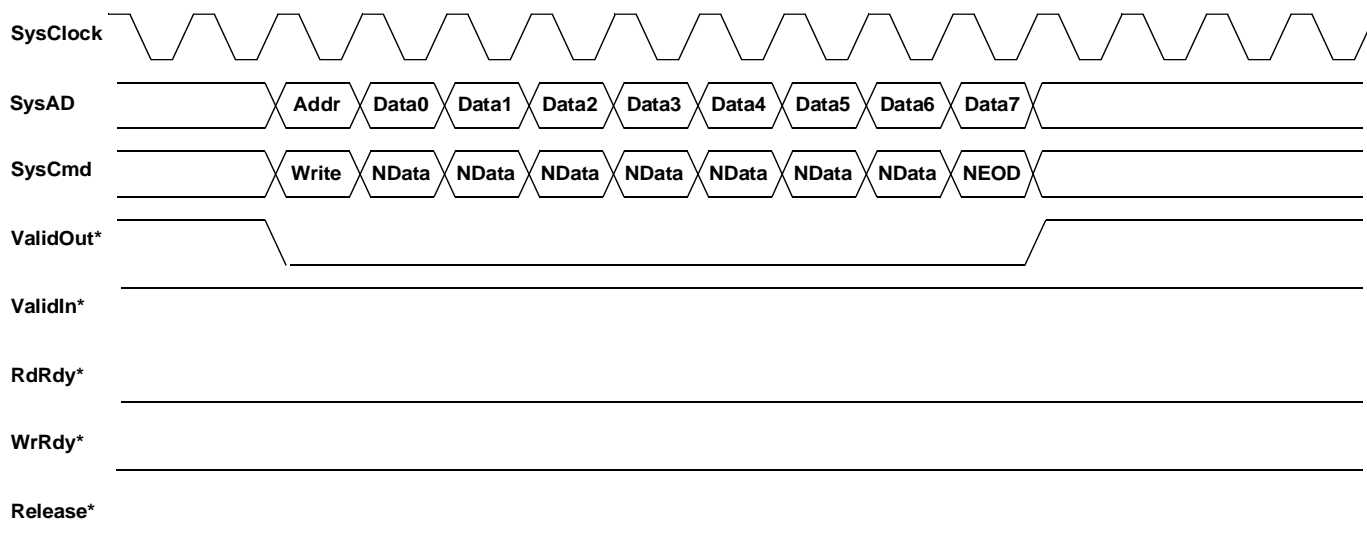 SysClock
SysAD Addr Data0 Data1 Data2 Data3 Data4 Data5 Data6 Data7
SysCmd Write NData NData NData NData NData NData NData NEOD
ValidOut*
ValidIn*
RdRdy*
WrRdy*
Release*